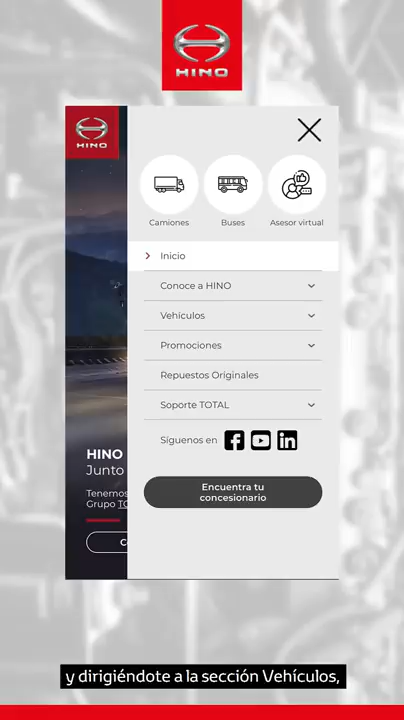 HINO
HINO
Camiones
Buses
Asesor virtual
Inicio
Conoce a HINO
Vehículos
Promociones
Repuestos Originales
Soporte TOTAL
Síguenos en
Encuentra tu
concesionario
HINO
Junto
Tenemos
Grupo
y dirigiéndote a la sección Vehículos,